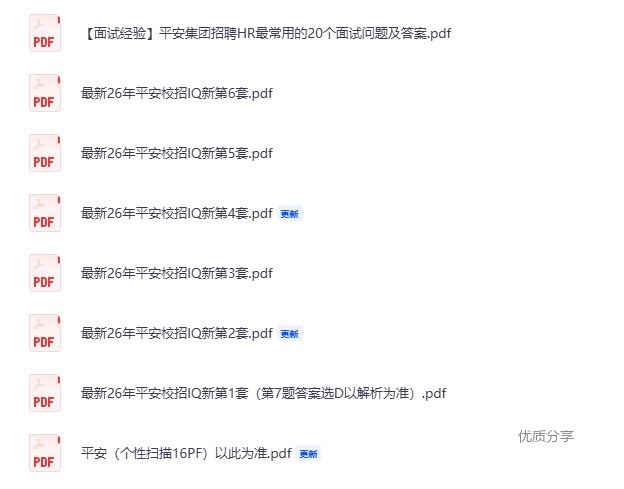 PDF 【面试经验】平安集团招聘HR最常用的20个面试问题及答案.pdf
PDF 最新26年平安校招IQ新第6套.pdf
PDF 最新26年平安校招IQ新第5套.pdf
PDF 最新26年平安校招IQ新第4套.pdf 更新
PDF 最新26年平安校招IQ新第3套.pdf
PDF 最新26年平安校招IQ新第2套.pdf 更新
PDF 最新26年平安校招IQ新第1套（第7题答案选D以解析为准）.pdf
优质分享
PDF 平安（个性扫描16PF）以此为准.pdf 更新